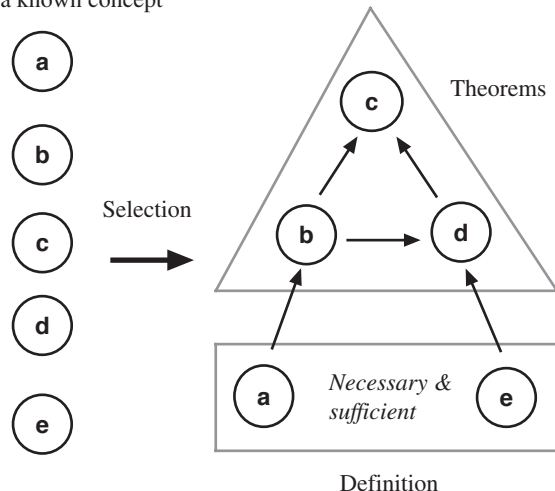 a known concept
a
b
c
d
e
Selection
Theorems
c
b
d
a
Necessary &
sufficient
e
Definition